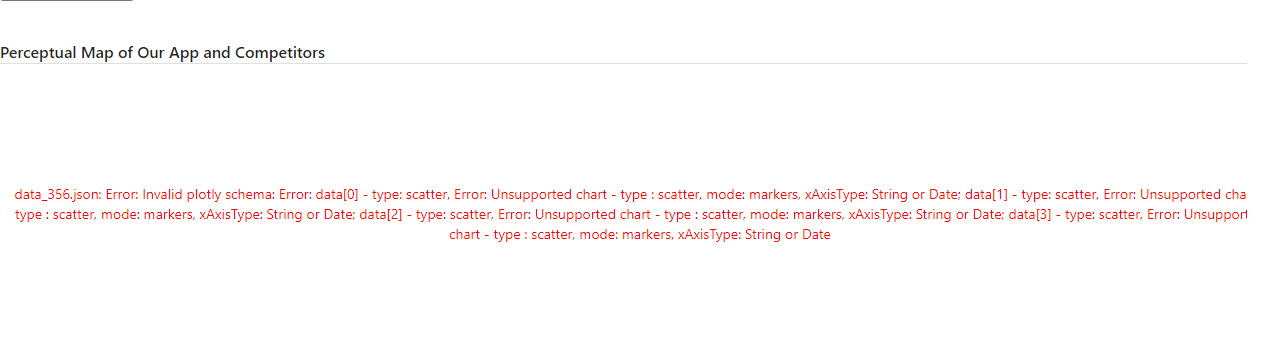 Perceptual Map of Our App and Competitors
data_356.json: Error: Invalid plotly schema: Error: data[0] - type: scatter, Error: Unsupported chart - type : scatter, mode: markers, xAxisType: String or Date; data[1] - type: scatter, Error: Unsupported cha
type : scatter, mode: markers, xAxisType: String or Date; data[2] - type: scatter, Error: Unsupported chart - type : scatter, mode: markers, xAxisType: String or Date; data[3] - type: scatter, Error: Unsupport
chart - type : scatter, mode: markers, xAxisType: String or Date